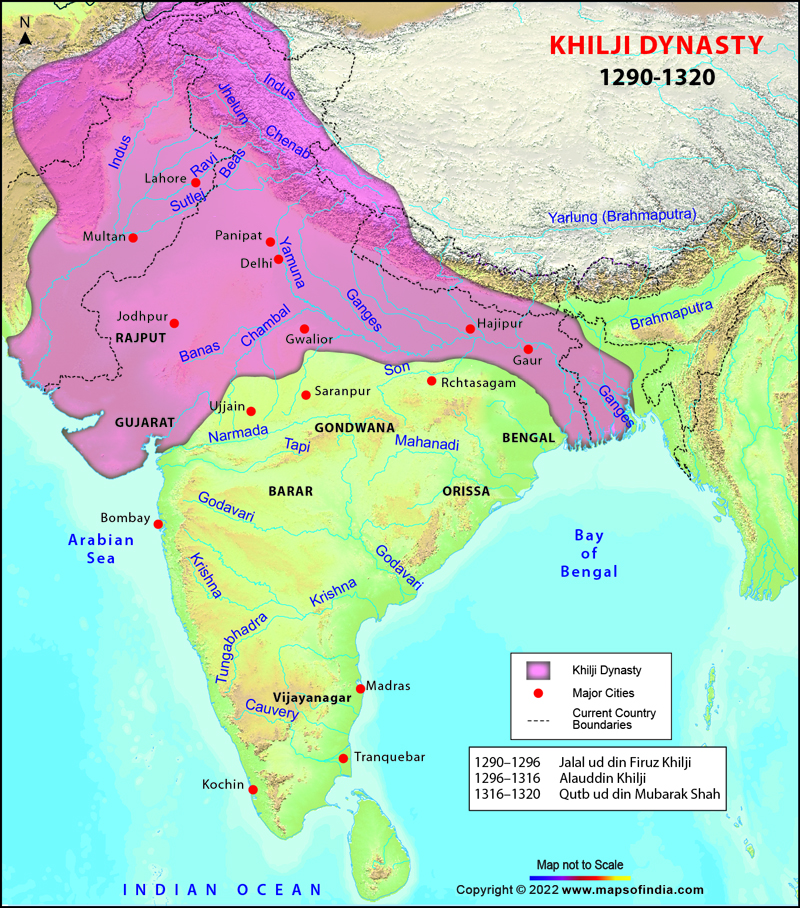 N
KHILJI DYNASTY
1290-1320
Indus
Jhelum
Chenab
Indus
Ravi
Beas
Lahore
Sutlej
Yarlung (Brahmaputra)
Multan
Panipat
Delhi
Yamuna
Ganges
Brahmaputra
Jodhpur
RAJPUT
Banas
Chambal
Gwalior
Hajipur
Gaur
Son
Rchtasagam
Ganges
Saranpur
Ujjain
GUJARAT
Narmada
GONDWANA
Tapi
Mahanadi
BENGAL
BARAR
ORISSA
Godavari
Bombay
Arabian
Sea
Bay
of
Bengal
Krishna
Godavari
Krishna
Tungabhadra
Vijayanagar
Madras
Cauvery
Tranquebar
Kochin
Khilji Dynasty
Major Cities
Current Country
Boundaries
1290–1296 Jalal ud din Firuz Khilji
1296–1316 Alauddin Khilji
1316–1320 Qutb ud din Mubarak Shah
Map not to Scale
INDIAN OCEAN
Copyright © 2022 www.mapsofindia.com